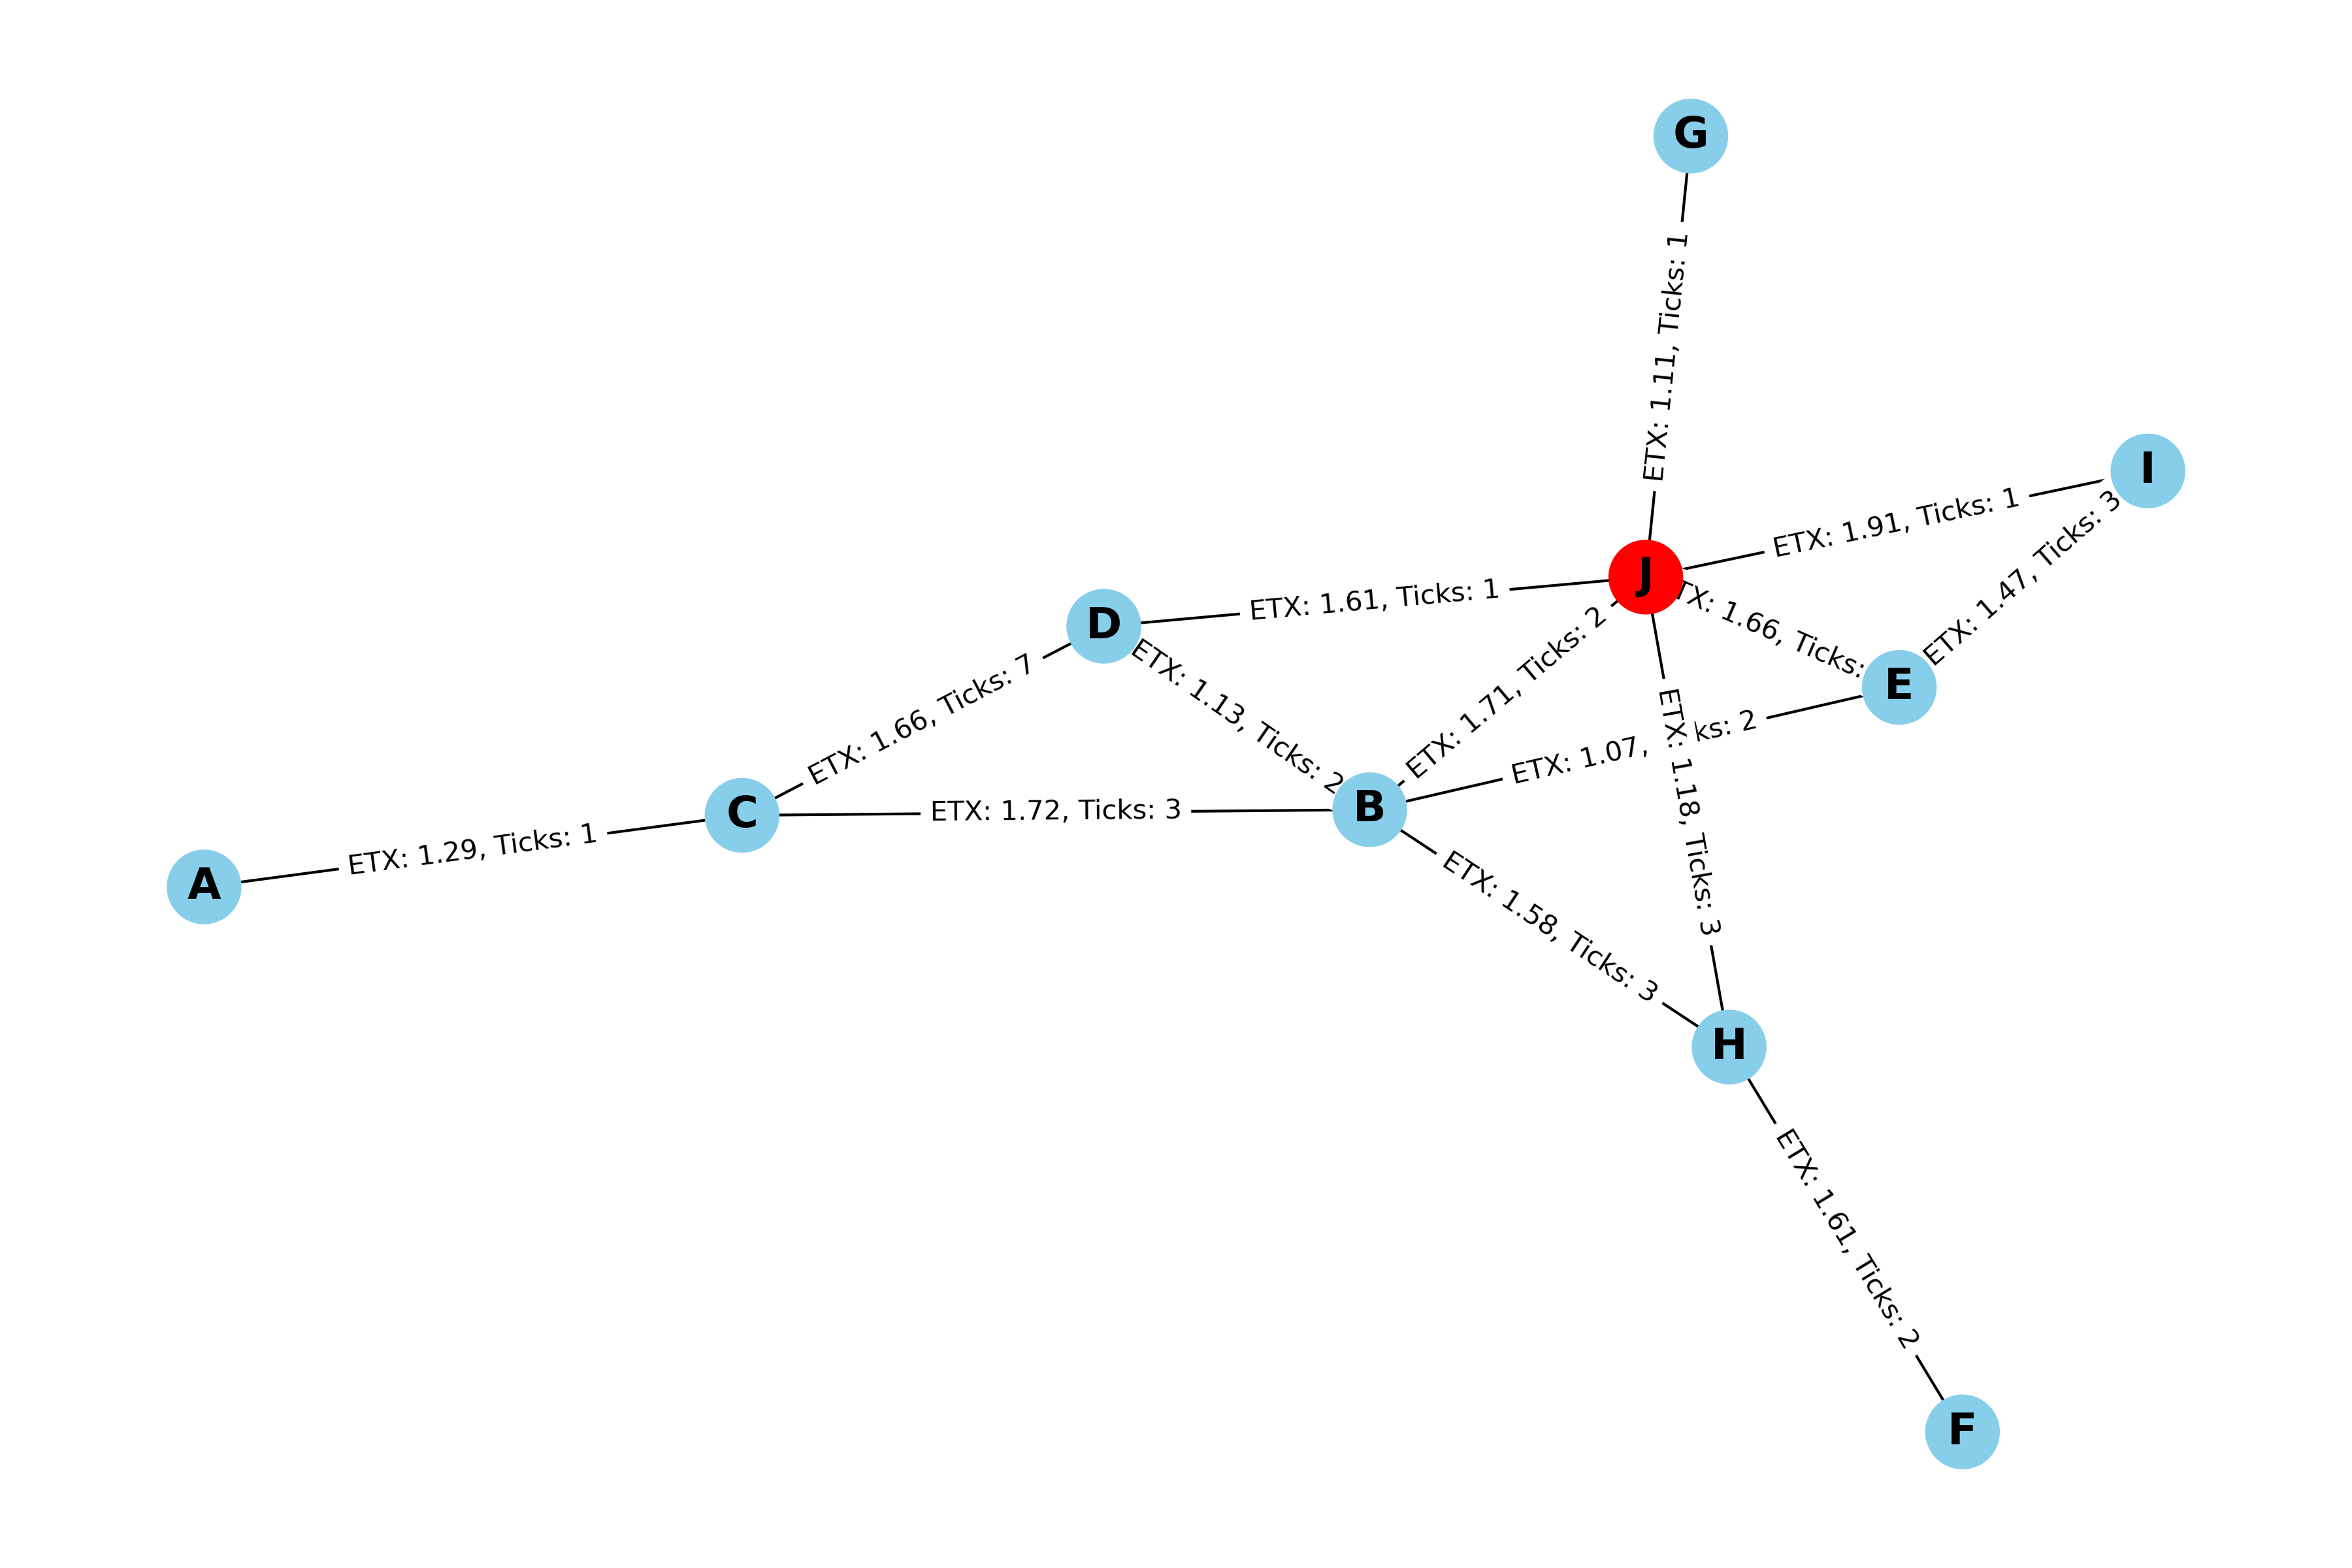 G
ETX: 1.11, Ticks: 1
I
ETX: 1.91, Ticks: 1
ETX: 1.47, Ticks: 3
J
ETX: 1.61, Ticks: 1
D
TX: 1.66, Ticks:
ETX: 1.71, Ticks: 2
E
ETX: 1.13, Ticks: 2
ETX: 1.66, Ticks: 7
ETX: 1.07, ks: 2
ETX: 1.18, Ticks: 3
C
ETX: 1.72, Ticks: 3
B
ETX: 1.29, Ticks: 1
A
ETX: 1.58, Ticks: 3
H
ETX: 1.61, Ticks: 2
F